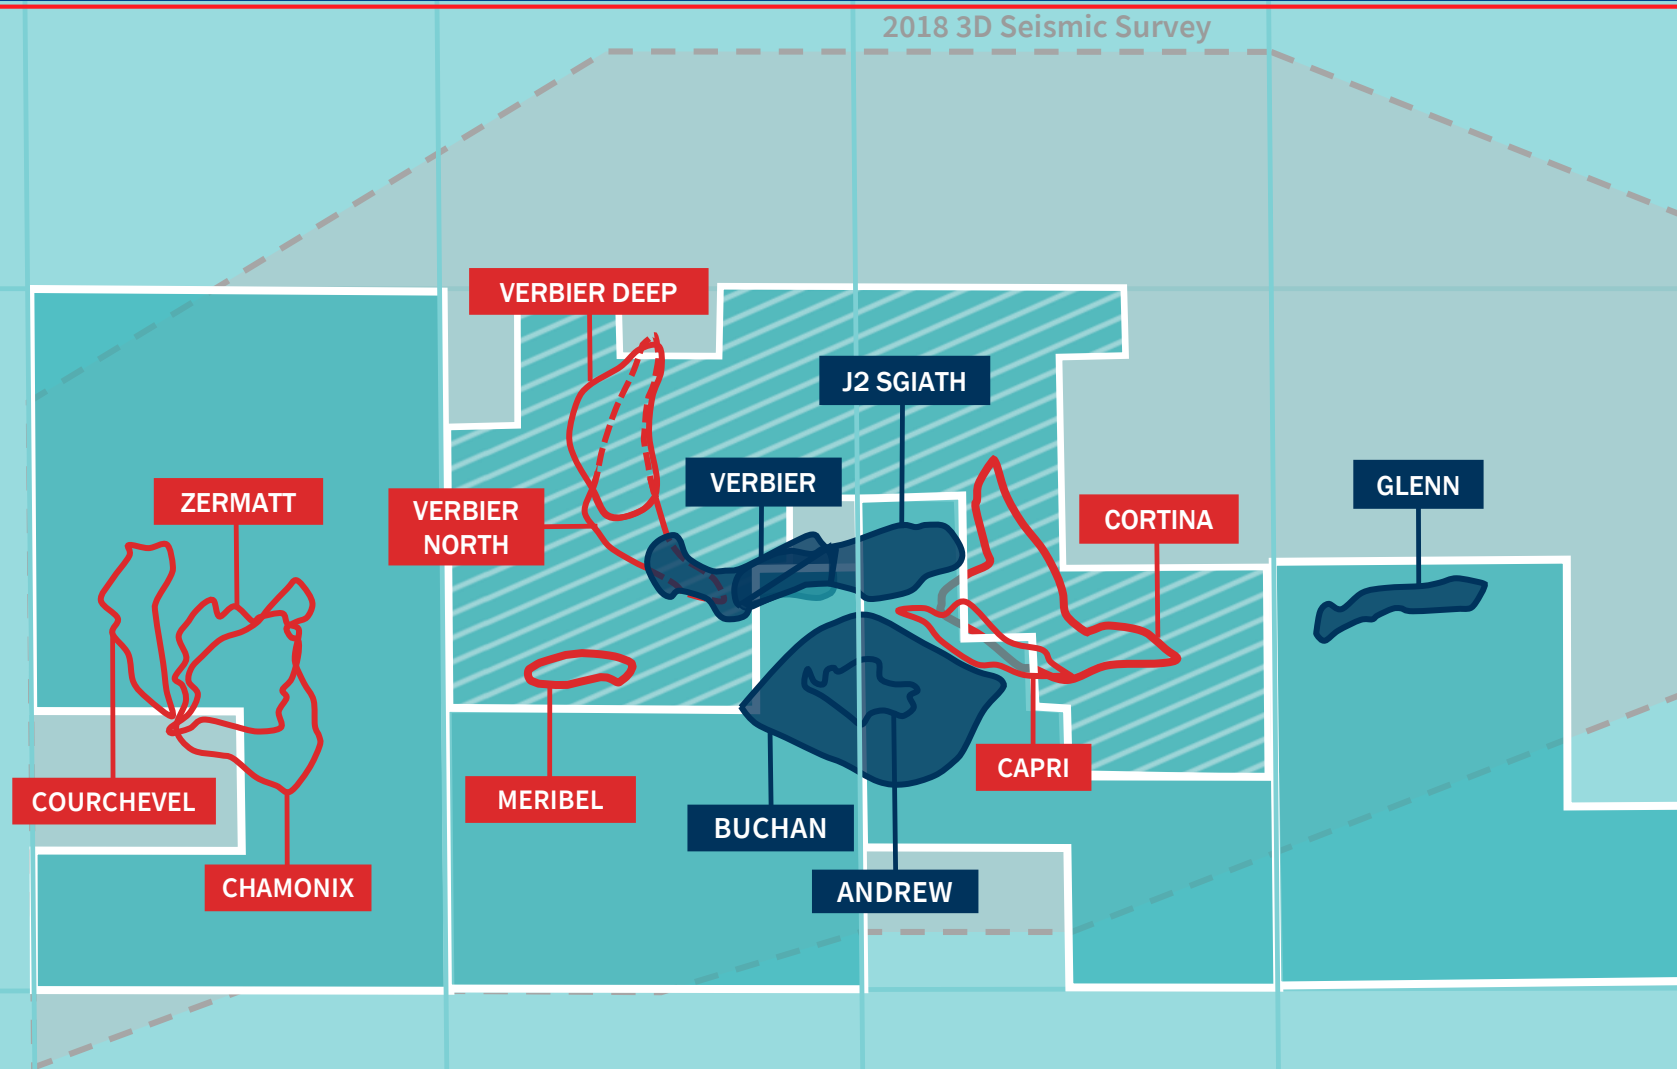 2018 3D Seismic Survey
VERBIER DEEP
J2 SGIATH
VERBIER
GLENN
ZERMATT
VERBIER
NORTH
CORTINA
CAPRI
COURCHEVEL
MERIBEL
BUCHAN
CHAMONIX
ANDREW